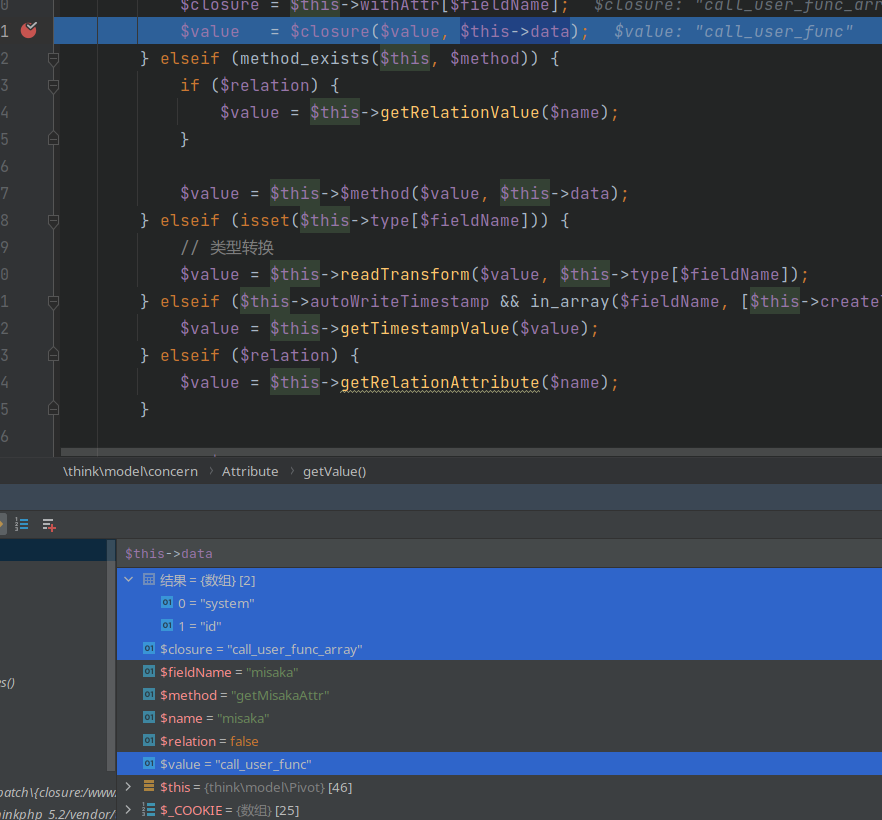 0 $closure = $this->withAttr[$fieldName]; $closure: "call_user_func_arr
1 $value = $closure($value, $this->data); $value: "call_user_func"
2 } elseif (method_exists($this, $method)) {
3 if ($relation) {
4 $value = $this->getRelationValue($name);
5 }
6
7 $value = $this->$method($value, $this->data);
8 } elseif (isset($this->type[$fieldName])) {
9 // 类型转换
0 $value = $this->readTransform($value, $this->type[$fieldName]);
1 } elseif ($this->autoWriteTimestamp && in_array($fieldName, [$this->create
2 $value = $this->getTimestampValue($value);
3 } elseif ($relation) {
4 $value = $this->getRelationAttribute($name);
5 }
6
\think\model\concern › Attribute › getValue()
$this->data
结果 = {数组} [2]
0 = "system"
1 = "id"
$closure = "call_user_func_array"
$fieldName = "misaka"
$method = "getMisakaAttr"
$name = "misaka"
$relation = false
$value = "call_user_func"
$this = {think\model\Pivot} [46]
$_COOKIE = {数组} [25]
s()
patch\{closure:/www.
inkphp_5.2/vendor/